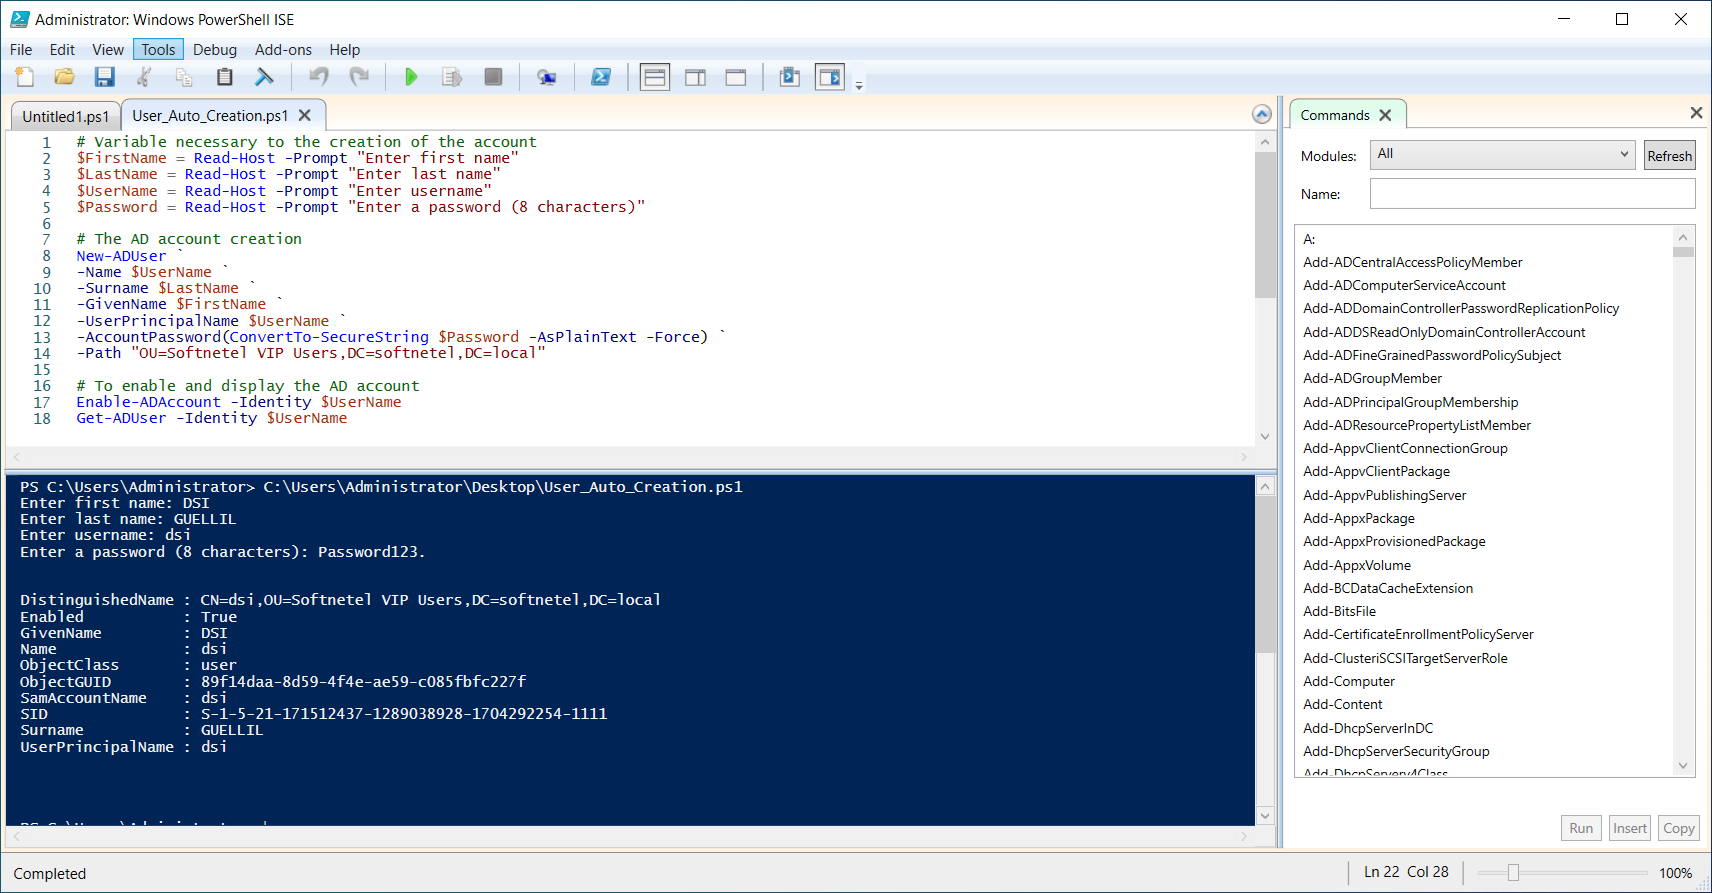 Administrator: Windows PowerShell ISE
File Edit View Tools Debug Add-ons Help
Untitled1.ps1 User_Auto_Creation.ps1
1 # Variable necessary to the creation of the account
2 $FirstName = Read-Host -Prompt "Enter first name"
3 $LastName = Read-Host -Prompt "Enter last name"
4 $UserName = Read-Host -Prompt "Enter username"
5 $Password = Read-Host -Prompt "Enter a password (8 characters)"
6
7 # The AD account creation
8 New-ADUser `
9 -Name $UserName `
10 -Surname $LastName `
11 -GivenName $FirstName `
12 -UserPrincipalName $UserName `
13 -AccountPassword(ConvertTo-SecureString $Password -AsPlainText -Force) `
14 -Path "OU=Softnetel VIP Users,DC=softnetel,DC=local"
15
16 # To enable and display the AD account
17 Enable-ADAccount -Identity $UserName
18 Get-ADUser -Identity $UserName
PS C:\Users\Administrator> C:\Users\Administrator\Desktop\User_Auto_Creation.ps1
Enter first name: DSI
Enter last name: GUELLIL
Enter username: dsi
Enter a password (8 characters): Password123.
DistinguishedName : CN=dsi,OU=Softnetel VIP Users,DC=softnetel,DC=local
Enabled : True
GivenName : DSI
Name : dsi
ObjectClass : user
ObjectGUID : 89f14daa-8d59-4f4e-ae59-c085fbfc227f
SamAccountName : dsi
SID : S-1-5-21-171512437-1289038928-1704292254-1111
Surname : GUELLIL
UserPrincipalName : dsi
Commands
Modules: All Refresh
Name:
A:
Add-ADCentralAccessPolicyMember
Add-ADComputerServiceAccount
Add-ADDomainControllerPasswordReplicationPolicy
Add-ADDSReadOnlyDomainControllerAccount
Add-ADFineGrainedPasswordPolicySubject
Add-ADGroupMember
Add-ADPrincipalGroupMembership
Add-ADResourcePropertyListMember
Add-AppvClientConnectionGroup
Add-AppvClientPackage
Add-AppvPublishingServer
Add-AppxPackage
Add-AppxProvisionedPackage
Add-AppxVolume
Add-BCDataCacheExtension
Add-BitsFile
Add-CertificateEnrollmentPolicyServer
Add-ClusteriSCSITargetServerRole
Add-Computer
Add-Content
Add-DhcpServerInDC
Add-DhcpServerSecurityGroup
Add-DhcpServerv4Class
Run Insert Copy
Completed
Ln 22 Col 28
100%